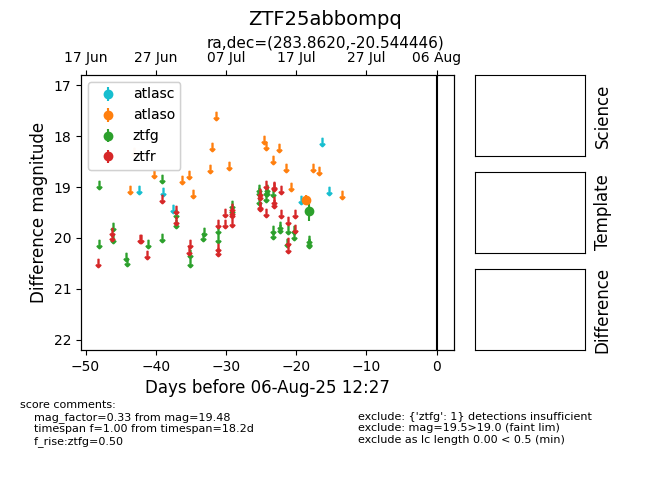 ZTF25abbompq
ra,dec=(283.8620,-20.544446)
17 Jun 27 Jun 07 Jul 17 Jul 27 Jul 06 Aug
atlasc
atlaso
ztfg
ztfr
17
18
19
20
21
22
Difference magnitude
−50 −40 −30 −20 −10 0
Days before 06-Aug-25 12:27
Science
Template
Difference
score comments:
mag_factor=0.33 from mag=19.48
timespan f=1.00 from timespan=18.2d
f_rise:ztfg=0.50
exclude: {'ztfg': 1} detections insufficient
exclude: mag=19.5>19.0 (faint lim)
exclude as lc length 0.00 < 0.5 (min)